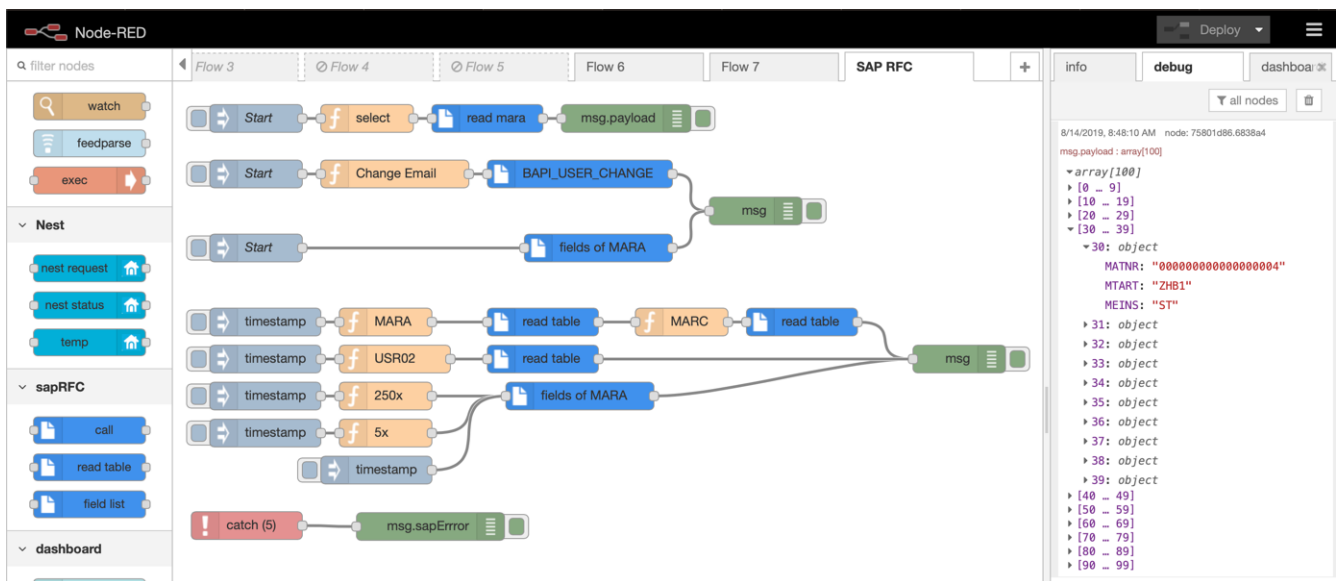 Node-RED
Deploy
filter nodes
Flow 3
Flow 4
Flow 5
Flow 6
Flow 7
SAP RFC
+
info
debug
dashboar
watch
feedparse
exec
Nest
nest request
nest status
temp
sapRFC
call
read table
field list
dashboard
Start
select
read mara
msg.payload
Start
Change Email
BAPI_USER_CHANGE
msg
Start
fields of MARA
timestamp
MARA
read table
MARC
read table
timestamp
USR02
read table
msg
timestamp
250x
fields of MARA
timestamp
5x
timestamp
catch (5)
msg.sapErrror
all nodes
8/14/2019, 8:48:10 AM node: 75801d86.6838a4
msg.payload : array[100]
array[100]
[0 … 9]
[10 … 19]
[20 … 29]
[30 … 39]
30: object
MATNR: "000000000000000004"
MTART: "ZHB1"
MEINS: "ST"
31: object
32: object
33: object
34: object
35: object
36: object
37: object
38: object
39: object
[40 … 49]
[50 … 59]
[60 … 69]
[70 … 79]
[80 … 89]
[90 … 99]